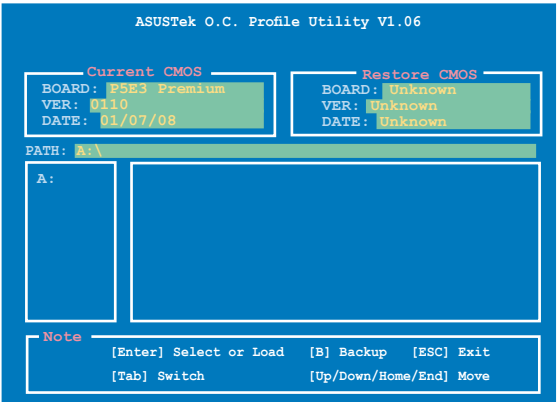 ASUSTek O.C. Profile Utility V1.06
Current CMOS
BOARD: P5E3 Premium
VER: 0110
DATE: 01/07/08
Restore CMOS
BOARD: Unknown
VER: Unknown
DATE: Unknown
PATH: A:\
A:
Note
[Enter] Select or Load [B] Backup [ESC] Exit
[Tab] Switch [Up/Down/Home/End] Move